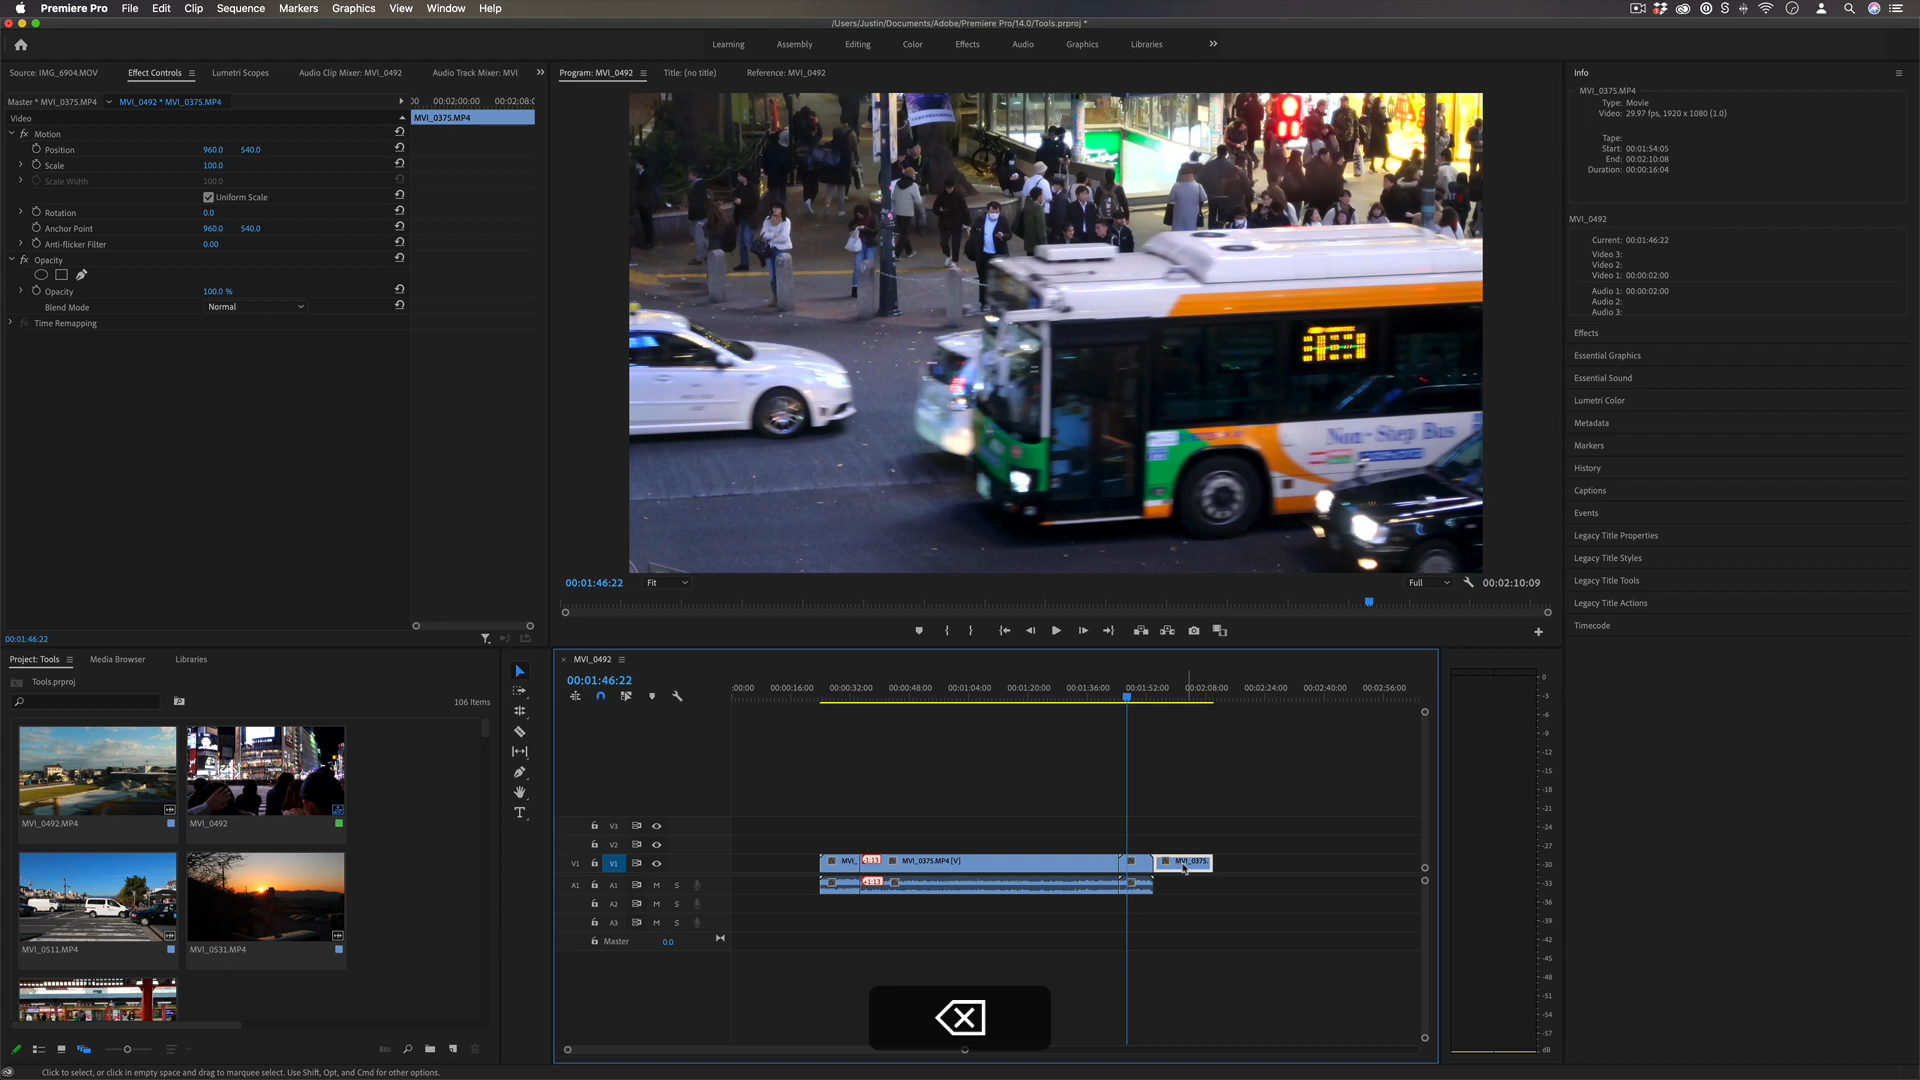 Premiere Pro File Edit Clip Sequence Markers Graphics View Window Help
/Users/Justin/Documents/Adobe/Premiere Pro/14.0/Tools.prproj *
Learning Assembly Editing Color Effects Audio Graphics Libraries
Source: IMG_6904.MOV Effect Controls Lumetri Scopes Audio Clip Mixer: MVI_0492 Audio Track Mixer: MVI
Master * MVI_0375.MP4 MVI_0492 * MVI_0375.MP4
:00 00:02:00:00 00:02:08:0
Video
MVI_0375.MP4
fx Motion
Position 960.0 540.0
Scale 100.0
Scale Width 100.0
Uniform Scale
Rotation 0.0
Anchor Point 960.0 540.0
Anti-flicker Filter 0.00
fx Opacity
Opacity 100.0 %
Blend Mode Normal
fx Time Remapping
00:01:46:22
Program: MVI_0492 Title: (no title) Reference: MVI_0492
Non-Step Bus
00:01:46:22 Fit Full 00:02:10:09
Info
MVI_0375.MP4
Type: Movie
Video: 29.97 fps, 1920 x 1080 (1.0)
Tape:
Start: 00:01:54:05
End: 00:02:10:08
Duration: 00:00:16:04
MVI_0492
Current: 00:01:46:22
Video 3:
Video 2:
Video 1: 00:00:02:00
Audio 1: 00:00:02:00
Audio 2:
Audio 3:
Effects
Essential Graphics
Essential Sound
Lumetri Color
Metadata
Markers
History
Captions
Events
Legacy Title Properties
Legacy Title Styles
Legacy Title Tools
Legacy Title Actions
Timecode
Project: Tools Media Browser Libraries
Tools.prproj
106 Items
MVI_0492.MP4 MVI_0492
MVI_0511.MP4 MVI_0531.MP4
MVI_0492
00:01:46:22
:00:00 00:00:16:00 00:00:32:00 00:00:48:00 00:01:04:00 00:01:20:00 00:01:36:00 00:01:52:00 00:02:08:00 00:02:24:00 00:02:40:00 00:02:56:00
V3
V2
V1 V1 MVI_ MVI_0375.MP4 [V] MVI_0375.
A1 A1 M S
A2 M S
A3 M S
Master 0.0
0
-3
-6
-9
-12
-15
-18
-21
-24
-27
-30
-33
-36
-39
-42
-45
-48
-51
-54
-57
dB
Click to select, or click in empty space and drag to marquee select. Use Shift, Opt, and Cmd for other options.